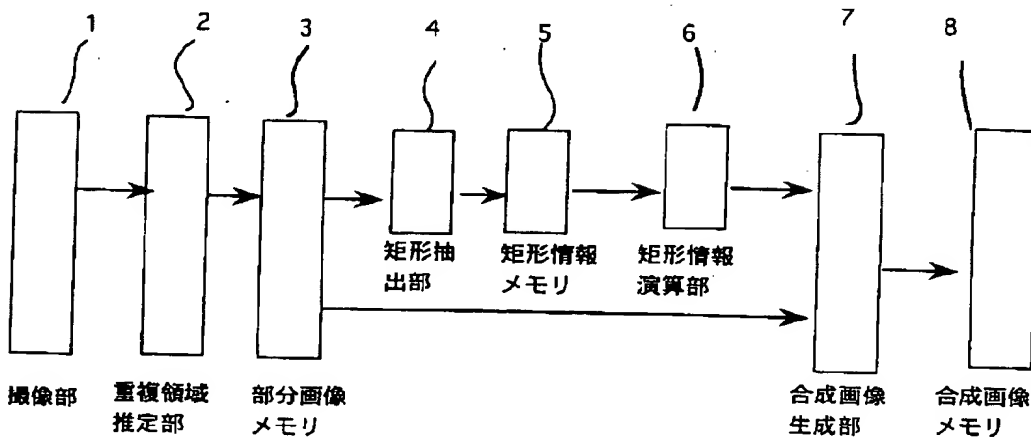 1
2
3
4
5
6
7
8
矩形抽
出部
矩形情報
メモリ
矩形情報
演算部
撮像部
重複領域
推定部
部分画像
メモリ
合成画像
生成部
合成画像
メモリ